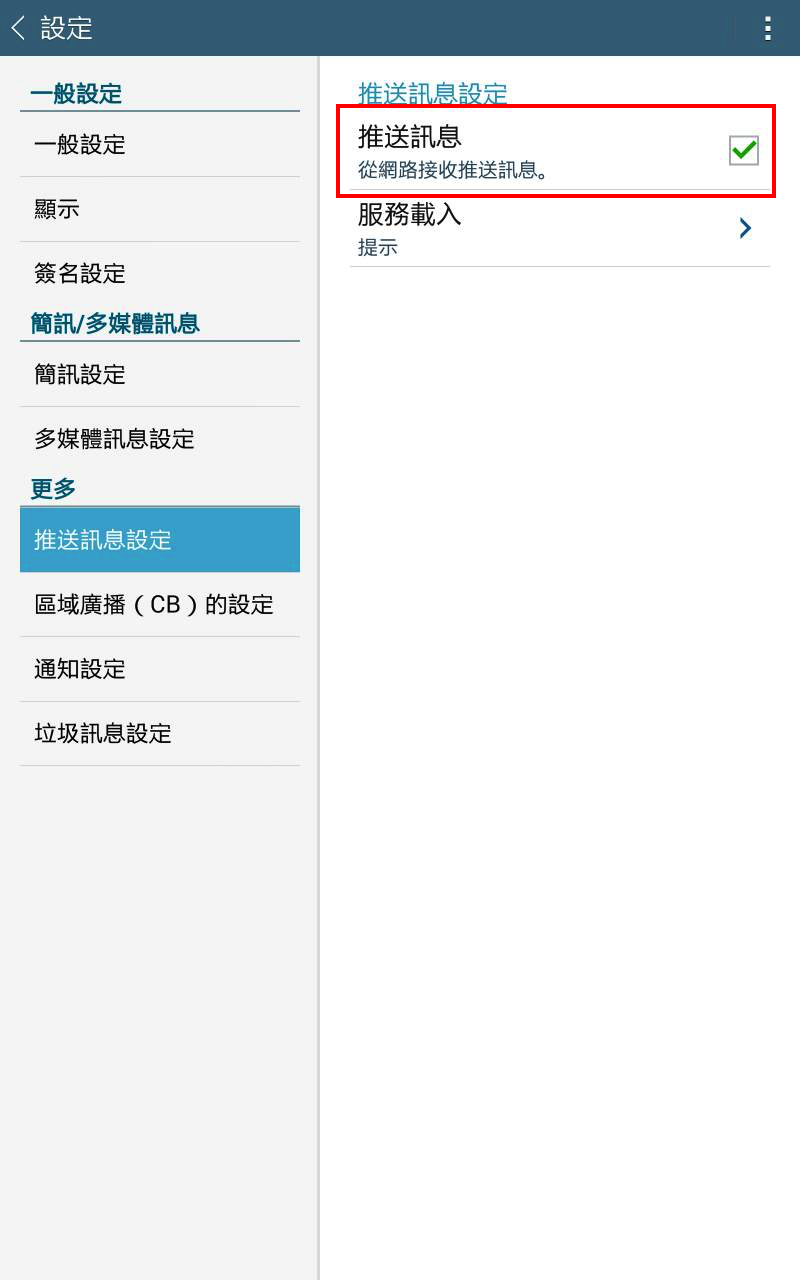 設定
一般設定
一般設定
顯示
簽名設定
簡訊/多媒體訊息
簡訊設定
多媒體訊息設定
更多
推送訊息設定
區域廣播（CB）的設定
通知設定
垃圾訊息設定
推送訊息設定
推送訊息
從網路接收推送訊息。
服務載入
提示